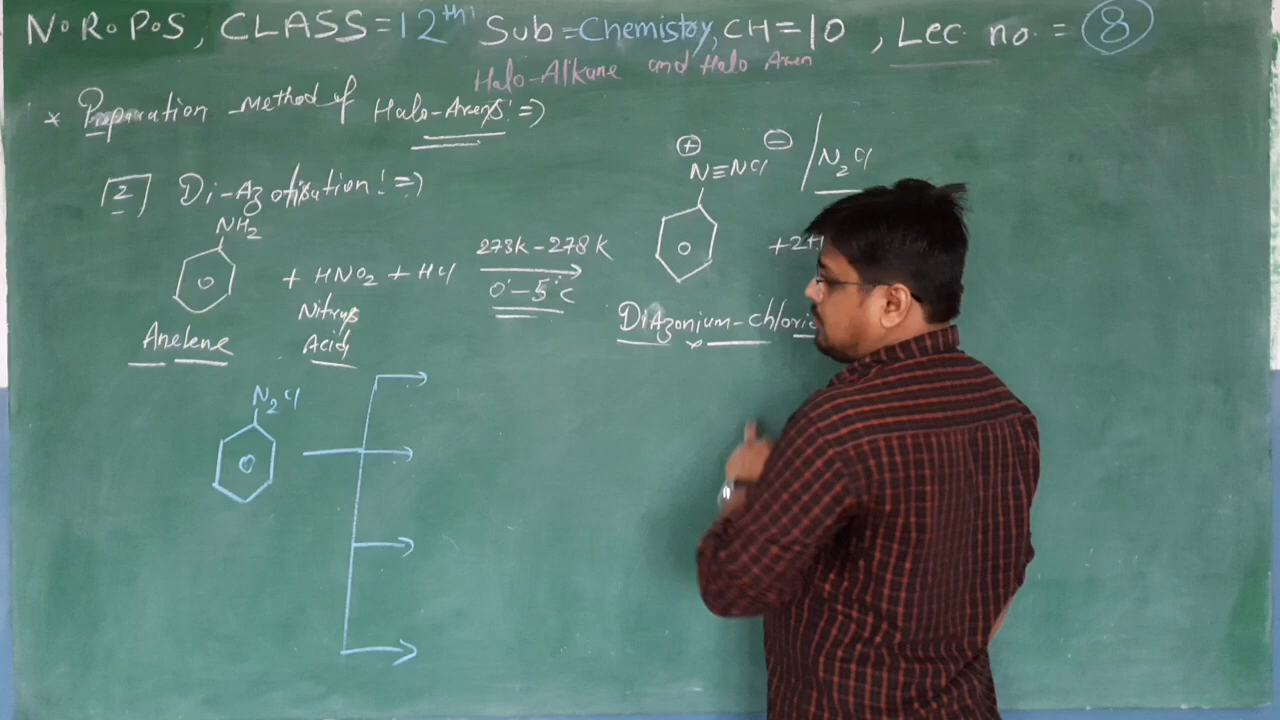 N.R.P.S, CLASS=12th Sub=Chemistry, CH=10, Lec no. = 8
Halo-Alkane and Halo Aren
* Preparation Method of Halo-Arens :=>
2 Di-Azotisation! =>
NH2
+ HNO2 + HCl
273k-278k
0°-5°C
⊕ ⊖
N≡NCl / N2Cl
+2H
Nitrus
Acid
Anelene
DiAzonium-chlori
N2Cl